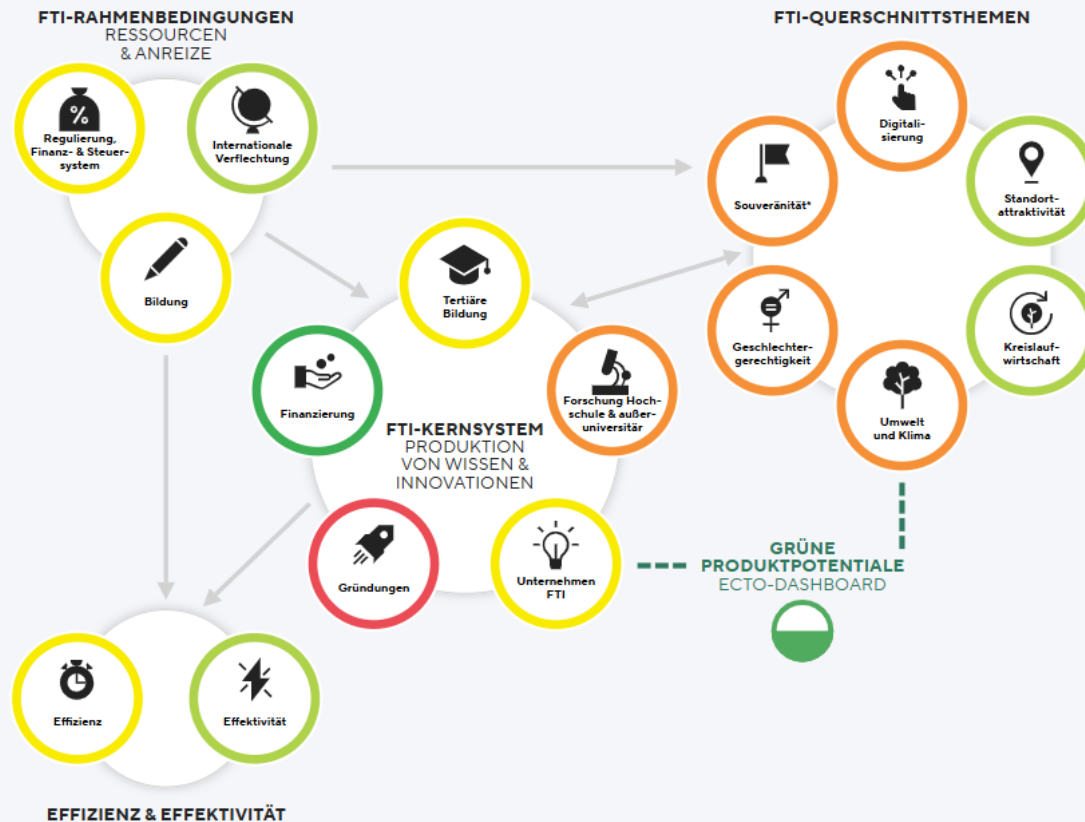 FTI-RAHMENBEDINGUNGEN
RESSOURCEN
& ANREIZE
%
Regulierung,
Finanz- & Steuer-
system
Internationale
Verflechtung
Bildung
FTI-QUERSCHNITTSTHEMEN
Digitali-
sierung
Souveränität*
Standort-
attraktivität
Geschlechter-
gerechtigkeit
Kreislauf-
wirtschaft
Umwelt
und Klima
Tertiäre
Bildung
Finanzierung
Forschung Hoch-
schule & außer-
universitär
FTI-KERNSYSTEM
PRODUKTION
VON WISSEN &
INNOVATIONEN
Gründungen
Unternehmen
FTI
GRÜNE
PRODUKTPOTENTIALE
ECTO-DASHBOARD
Effizienz
Effektivität
EFFIZIENZ & EFFEKTIVITÄT